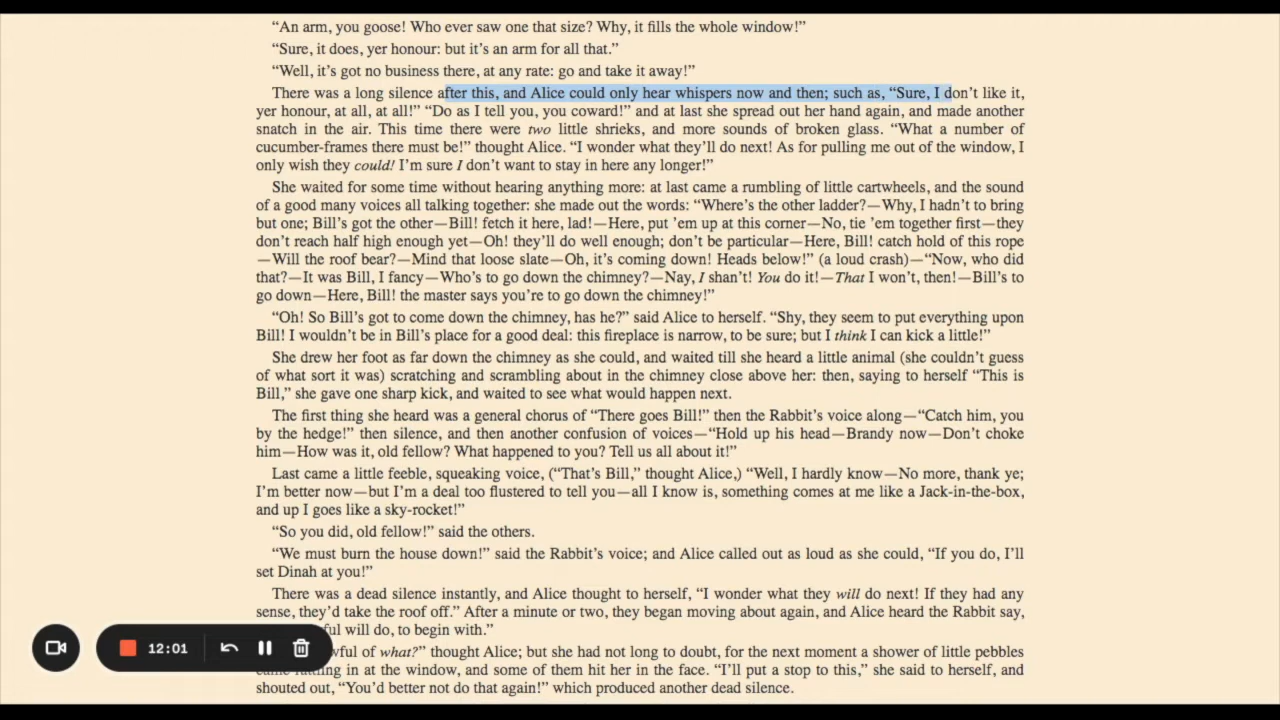 “An arm, you goose! Who ever saw one that size? Why, it fills the whole window!”
“Sure, it does, yer honour: but it’s an arm for all that.”
“Well, it’s got no business there, at any rate: go and take it away!”
There was a long silence after this, and Alice could only hear whispers now and then; such as, “Sure, I don’t like it,
yer honour, at all, at all!” “Do as I tell you, you coward!” and at last she spread out her hand again, and made another
snatch in the air. This time there were two little shrieks, and more sounds of broken glass. “What a number of
cucumber-frames there must be!” thought Alice. “I wonder what they’ll do next! As for pulling me out of the window, I
only wish they could! I’m sure I don’t want to stay in here any longer!”
She waited for some time without hearing anything more: at last came a rumbling of little cartwheels, and the sound
of a good many voices all talking together: she made out the words: “Where’s the other ladder?—Why, I hadn’t to bring
but one; Bill’s got the other—Bill! fetch it here, lad!—Here, put ’em up at this corner—No, tie ’em together first—they
don’t reach half high enough yet—Oh! they’ll do well enough; don’t be particular—Here, Bill! catch hold of this rope
—Will the roof bear?—Mind that loose slate—Oh, it’s coming down! Heads below!” (a loud crash)—“Now, who did
that?—It was Bill, I fancy—Who’s to go down the chimney?—Nay, I shan’t! You do it!—That I won’t, then!—Bill’s to
go down—Here, Bill! the master says you’re to go down the chimney!”
“Oh! So Bill’s got to come down the chimney, has he?” said Alice to herself. “Shy, they seem to put everything upon
Bill! I wouldn’t be in Bill’s place for a good deal: this fireplace is narrow, to be sure; but I think I can kick a little!”
She drew her foot as far down the chimney as she could, and waited till she heard a little animal (she couldn’t guess
of what sort it was) scratching and scrambling about in the chimney close above her: then, saying to herself “This is
Bill,” she gave one sharp kick, and waited to see what would happen next.
The first thing she heard was a general chorus of “There goes Bill!” then the Rabbit’s voice along—“Catch him, you
by the hedge!” then silence, and then another confusion of voices—“Hold up his head—Brandy now—Don’t choke
him—How was it, old fellow? What happened to you? Tell us all about it!”
Last came a little feeble, squeaking voice, (“That’s Bill,” thought Alice,) “Well, I hardly know—No more, thank ye;
I’m better now—but I’m a deal too flustered to tell you—all I know is, something comes at me like a Jack-in-the-box,
and up I goes like a sky-rocket!”
“So you did, old fellow!” said the others.
“We must burn the house down!” said the Rabbit’s voice; and Alice called out as loud as she could, “If you do, I’ll
set Dinah at you!”
There was a dead silence instantly, and Alice thought to herself, “I wonder what they will do next! If they had any
sense, they’d take the roof off.” After a minute or two, they began moving about again, and Alice heard the Rabbit say,
will do, to begin with.”
of what?” thought Alice; but she had not long to doubt, for the next moment a shower of little pebbles
in at the window, and some of them hit her in the face. “I’ll put a stop to this,” she said to herself, and
shouted out, “You’d better not do that again!” which produced another dead silence.
12:01